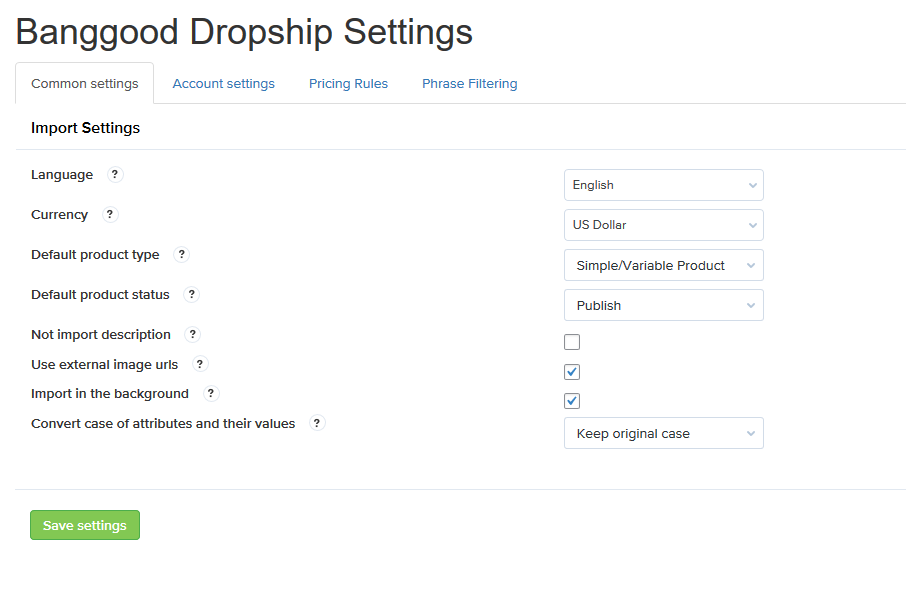 Banggood Dropship Settings
Common settings Account settings Pricing Rules Phrase Filtering
Import Settings
Language ? English
Currency ? US Dollar
Default product type ? Simple/Variable Product
Default product status ? Publish
Not import description ?
Use external image urls ?
Import in the background ?
Convert case of attributes and their values ? Keep original case
Save settings